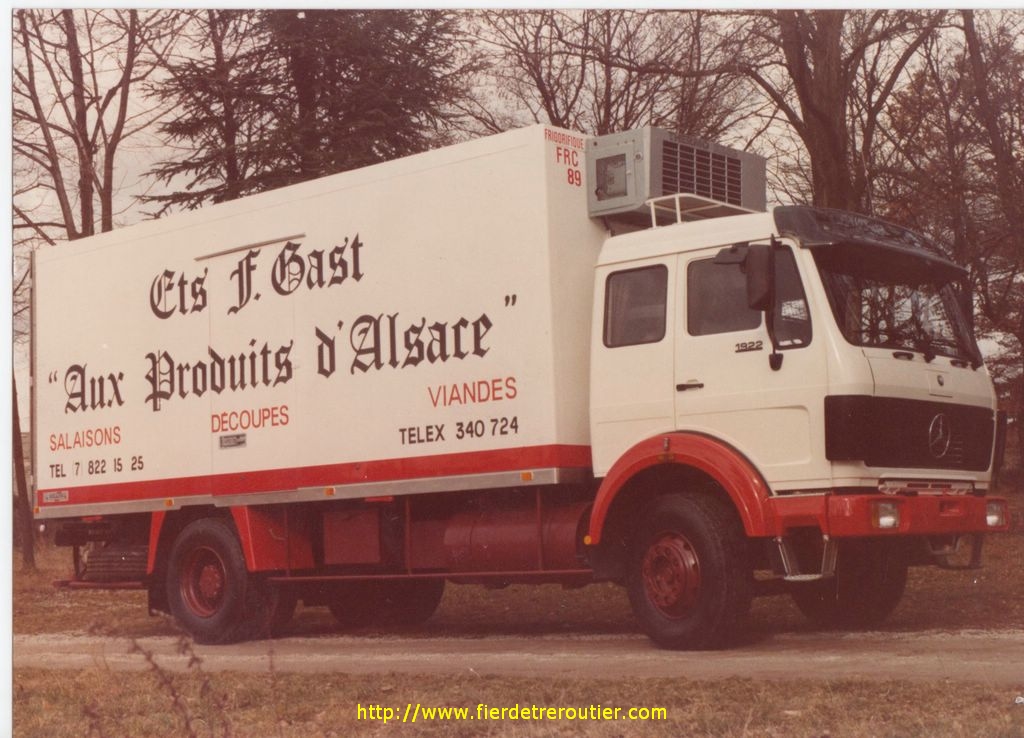 FRIGORIFIQUE
FRC
89
Ets F. Gast
"Aux Produits d'Alsace"
SALAISONS
DÉCOUPES
VIANDES
TEL (7) 822 15 25
TELEX 340 724
1922
http://www.fierdetreroutier.com